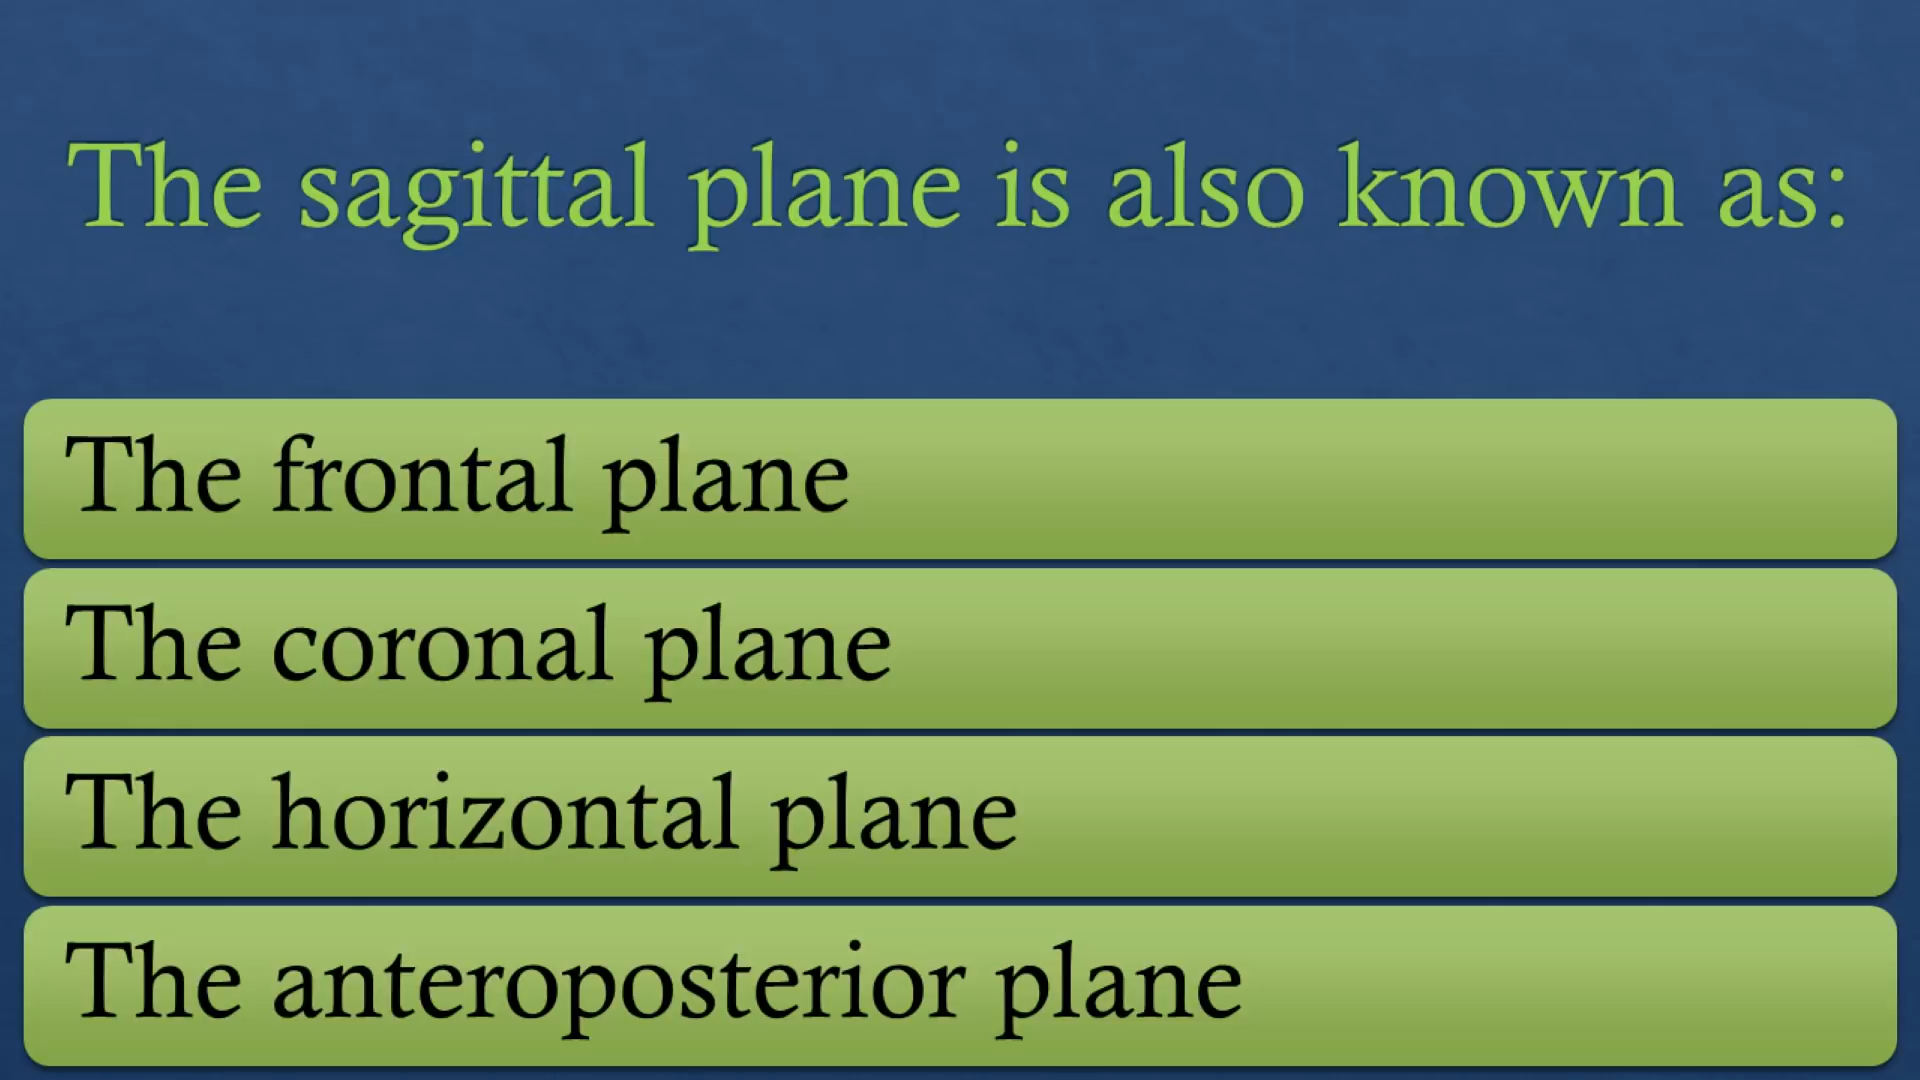 The sagittal plane is also known as:
The frontal plane
The coronal plane
The horizontal plane
The anteroposterior plane